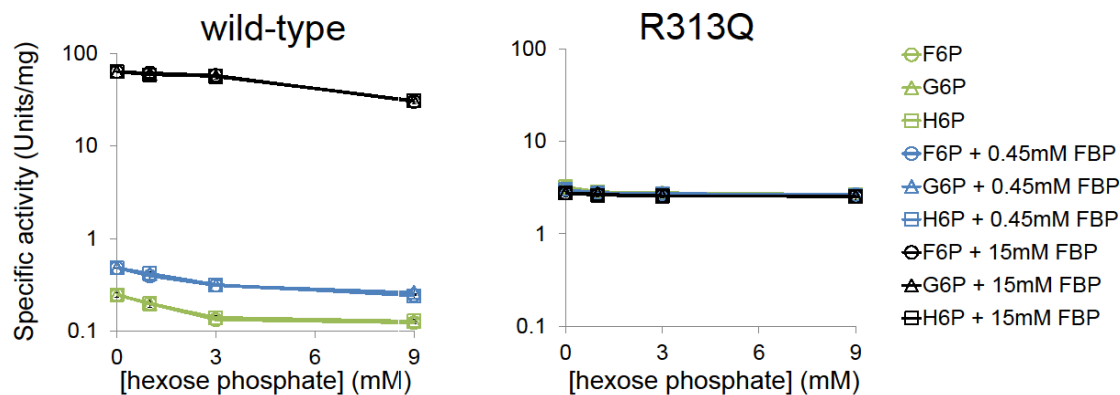 wild-type
R313Q
Specific activity (Units/mg)
100
10
1
0.1
0
3
6
9
[hexose phosphate] (mM)
100
10
1
0.1
0
3
6
9
[hexose phosphate] (mM)
F6P
G6P
H6P
F6P + 0.45mM FBP
G6P + 0.45mM FBP
H6P + 0.45mM FBP
F6P + 15mM FBP
G6P + 15mM FBP
H6P + 15mM FBP